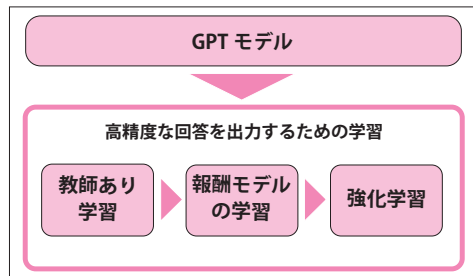 GPT モデル
高精度な回答を出力するための学習
教師あり
学習
報酬モデル
の学習
強化学習